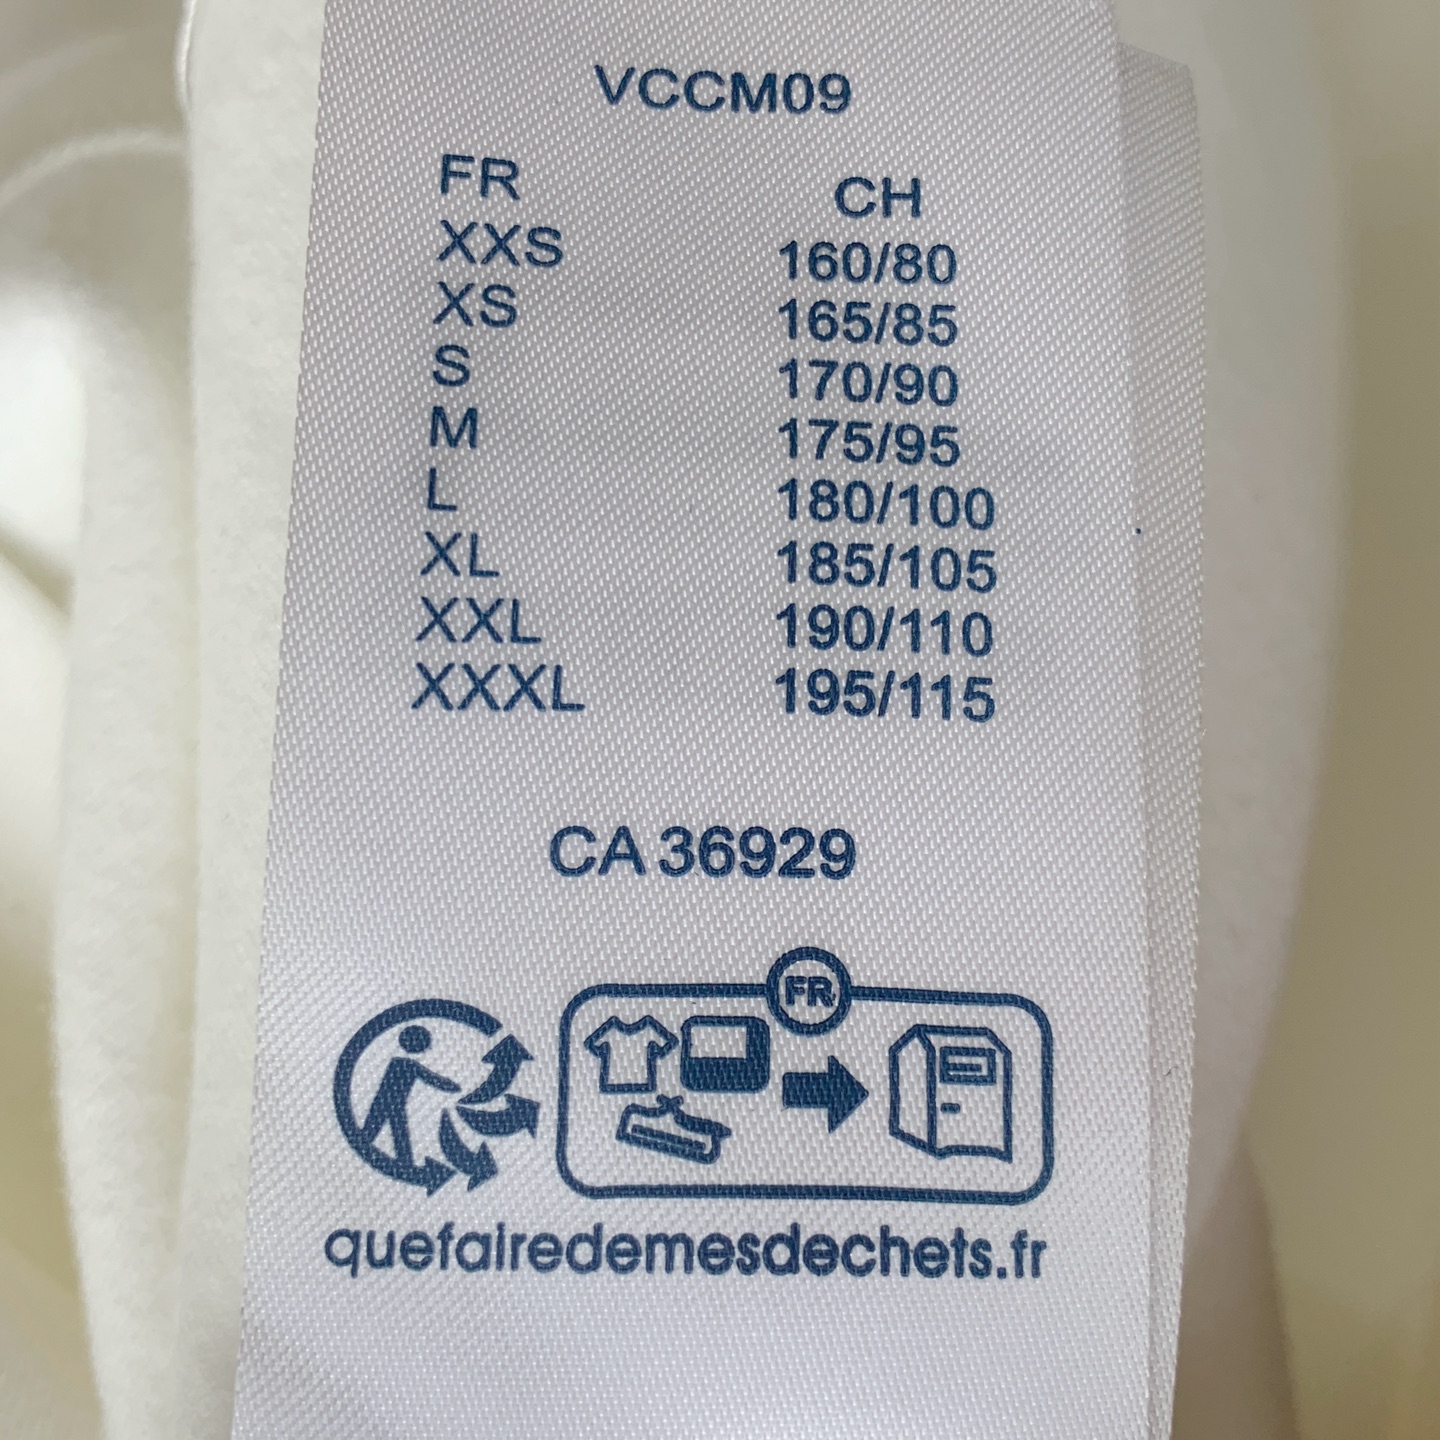 VCCM09
FR CH
XXS 160/80
XS 165/85
S 170/90
M 175/95
L 180/100
XL 185/105
XXL 190/110
XXXL 195/115
CA 36929
FR
quefairedemesdechets.fr